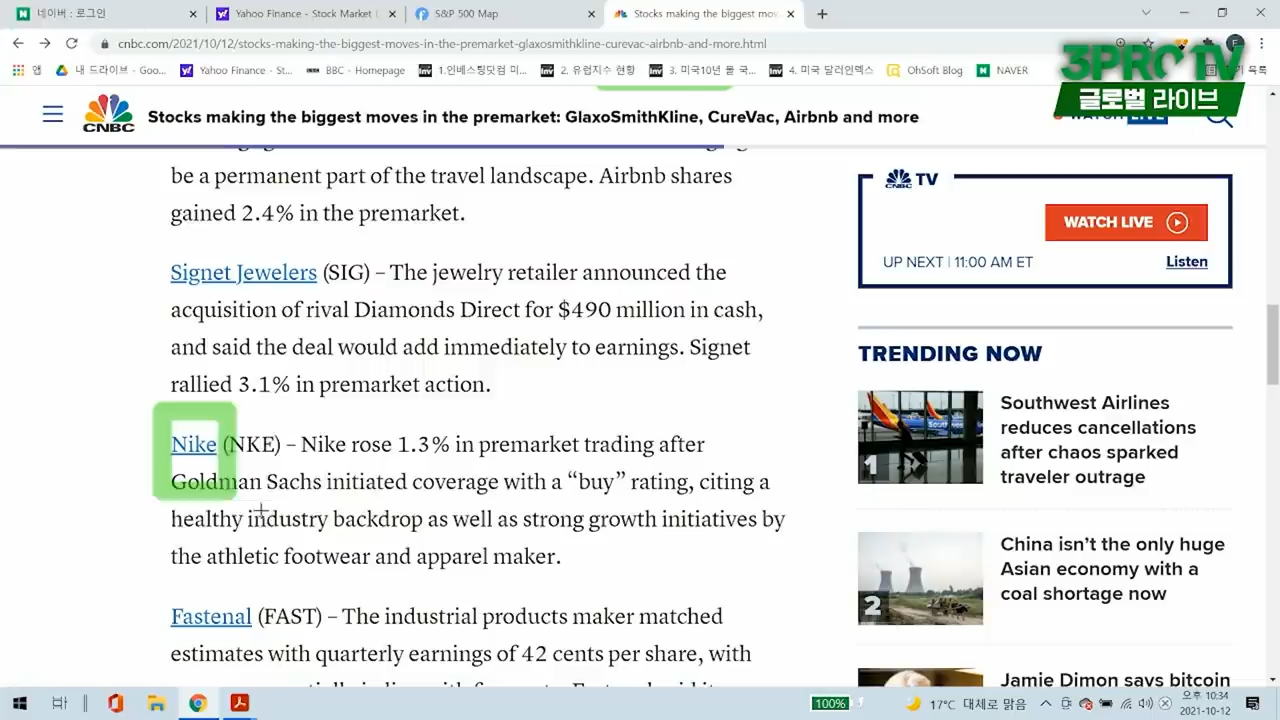 네이버 : 로그인
Yahoo Finance - Stock Market
S&P 500 Map
Stocks making the biggest mov
cnbc.com/2021/10/12/stocks-making-the-biggest-moves-in-the-premarket-glaxosmithkline-curevac-airbnb-and-more.html
3PRO TV
글로벌 라이브
앱
내 드라이브 - Goo...
Yahoo Finance - St...
BBC - Homepage
1.인베스팅닷컴 미...
2. 유럽지수 현황
3. 미국10년 물 국...
4. 미국 달러인덱스
OhSoft Blog
NAVER
목록
CNBC
Stocks making the biggest moves in the premarket: GlaxoSmithKline, CureVac, Airbnb and more
WATCH LIVE
be a permanent part of the travel landscape. Airbnb shares
gained 2.4% in the premarket.
Signet Jewelers (SIG) – The jewelry retailer announced the
acquisition of rival Diamonds Direct for $490 million in cash,
and said the deal would add immediately to earnings. Signet
rallied 3.1% in premarket action.
Nike (NKE) – Nike rose 1.3% in premarket trading after
Goldman Sachs initiated coverage with a “buy” rating, citing a
healthy industry backdrop as well as strong growth initiatives by
the athletic footwear and apparel maker.
Fastenal (FAST) – The industrial products maker matched
estimates with quarterly earnings of 42 cents per share, with
CNBC TV
WATCH LIVE
UP NEXT | 11:00 AM ET
Listen
TRENDING NOW
1
Southwest Airlines
reduces cancellations
after chaos sparked
traveler outrage
2
China isn’t the only huge
Asian economy with a
coal shortage now
Jamie Dimon says bitcoin
100%
17°C 대체로 맑음
오후 10:34
2021-10-12